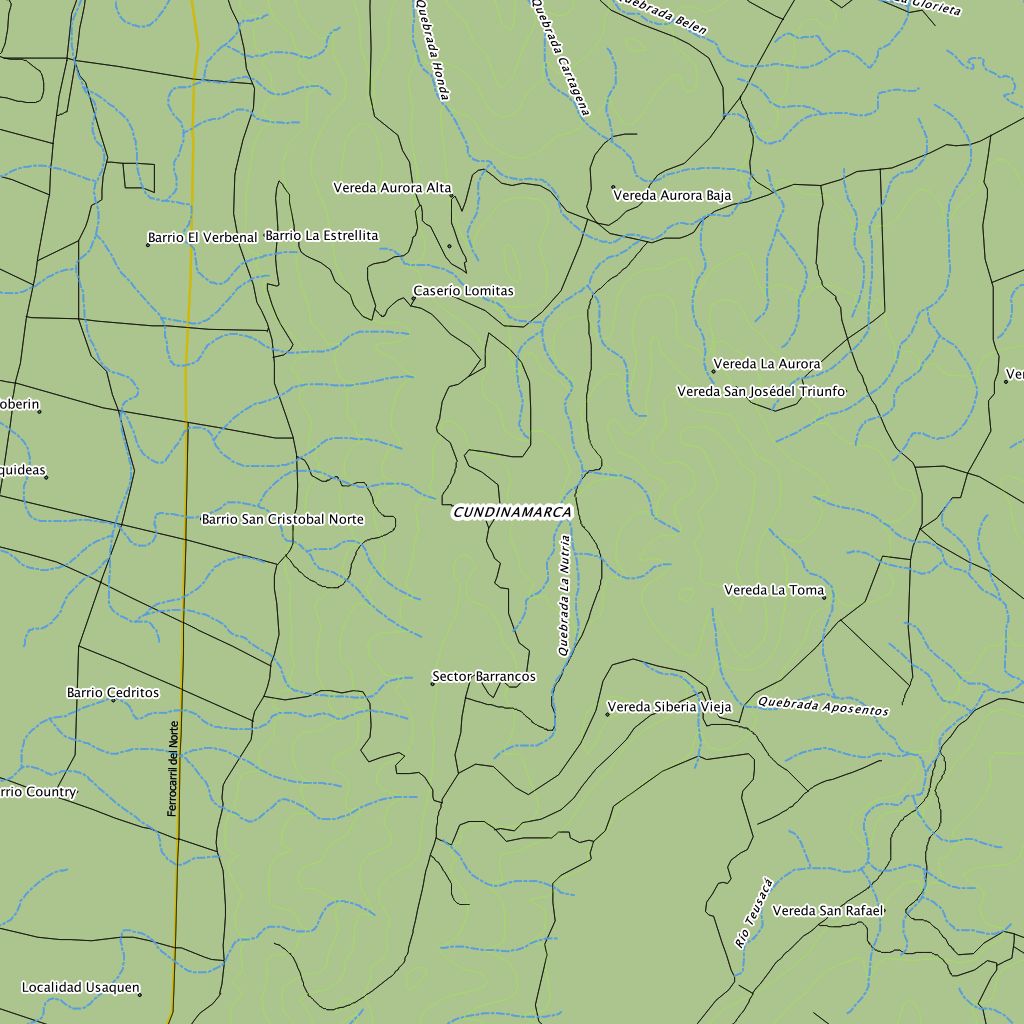 Quebrada Honda
Quebrada Cartagena
Quebrada Belen
Glorieta
Vereda Aurora Alta
Vereda Aurora Baja
Barrio El Verbenal
Barrio La Estrellita
Caserío Lomitas
Vereda La Aurora
Ver
Vereda San Josédel Triunfo
oberin
quideas
CUNDINAMARCA
Barrio San Cristobal Norte
Quebrada La Nutria
Vereda La Toma
Sector Barrancos
Barrio Cedritos
Vereda Siberia Vieja
Quebrada Aposentos
Ferrocarril del Norte
rrio Country
Río Teusacá
Vereda San Rafael
Localidad Usaquen